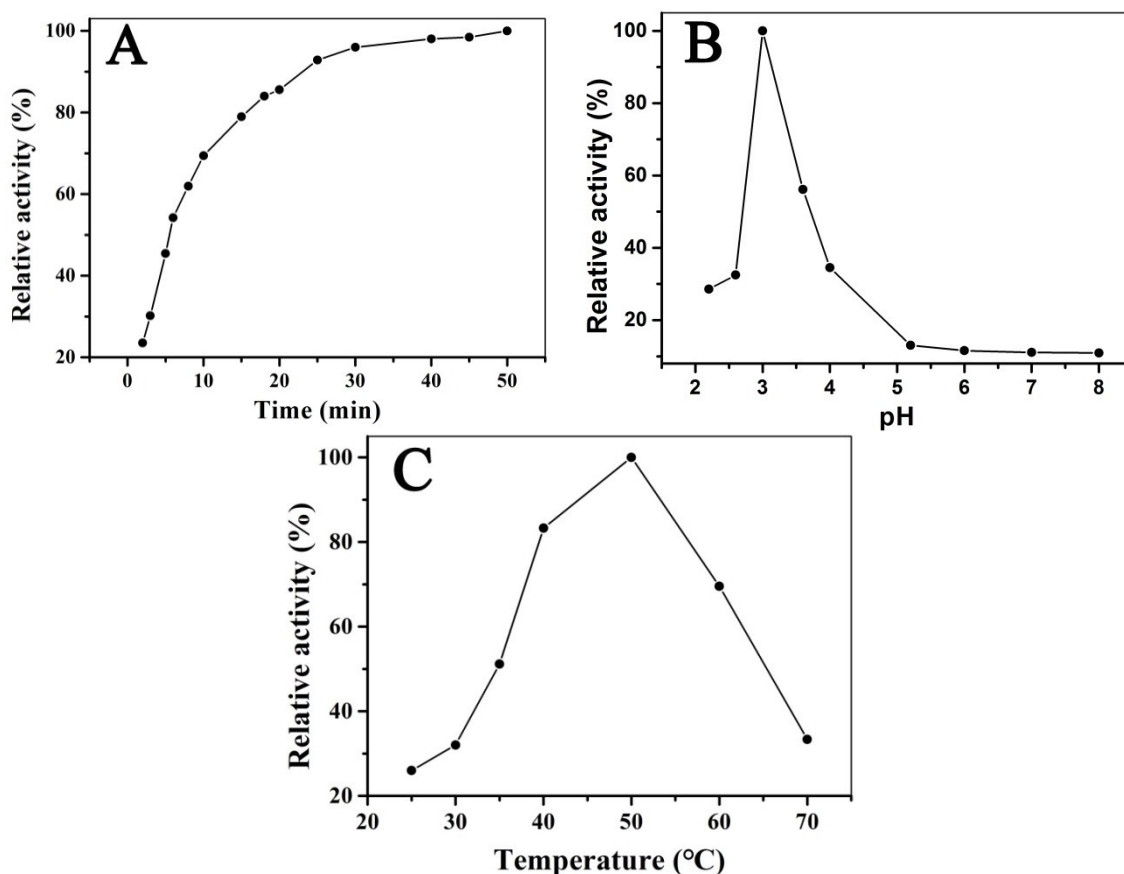 A
Relative activity (%)
100
80
60
40
20
0 10 20 30 40 50
Time (min)
B
Relative activity (%)
100
80
60
40
20
2 3 4 5 6 7 8
pH
C
Relative activity (%)
100
80
60
40
20
20 30 40 50 60 70
Temperature (℃)